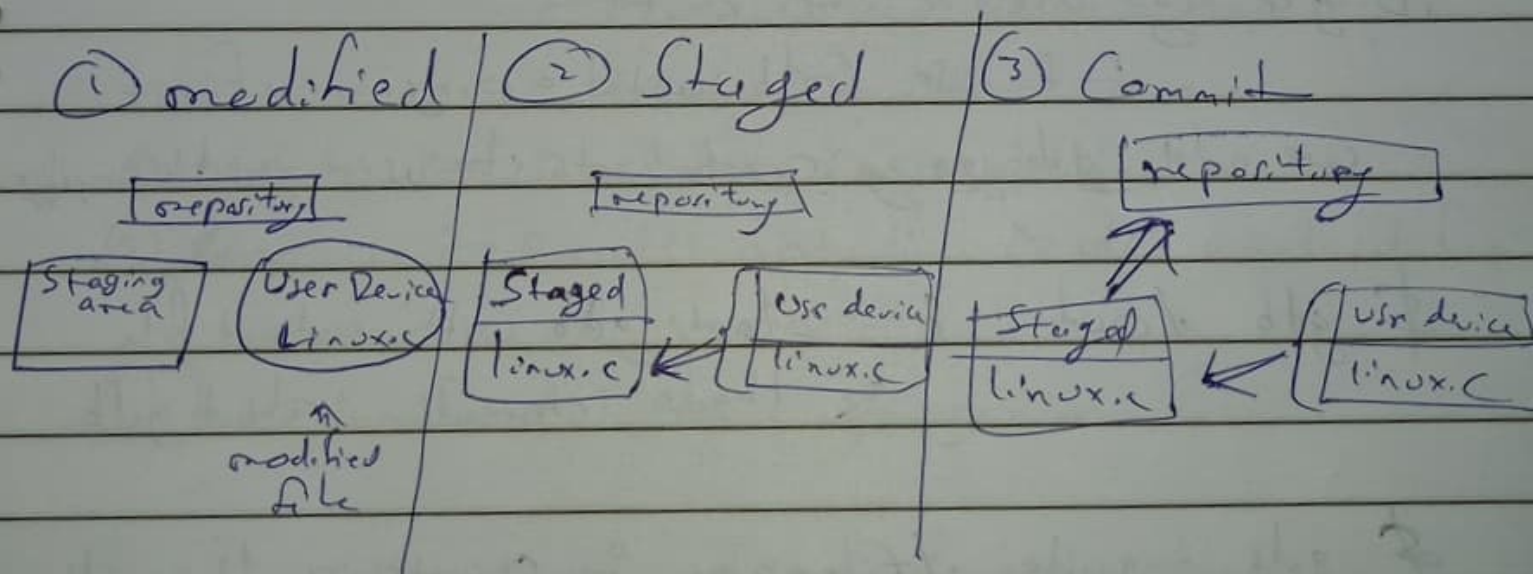 ① modified
repository
Staging
area
User Device
Linux.c
modified
file
② Staged
repository
Staged
linux.c
Usr device
linux.c
③ Commit
repository
Staged
linux.c
Usr device
linux.c